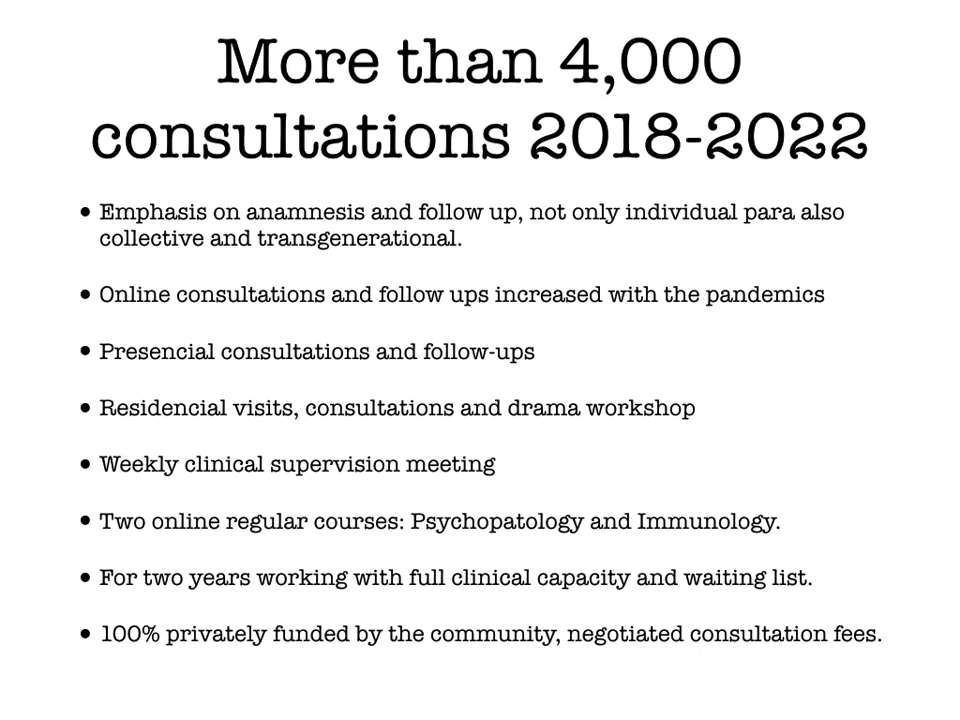 More than 4,000
consultations 2018-2022
• Emphasis on anamnesis and follow up, not only individual para also
collective and transgenerational.
• Online consultations and follow ups increased with the pandemics
• Presencial consultations and follow-ups
• Residencial visits, consultations and drama workshop
• Weekly clinical supervision meeting
• Two online regular courses: Psychopatology and Immunology.
• For two years working with full clinical capacity and waiting list.
• 100% privately funded by the community, negotiated consultation fees.